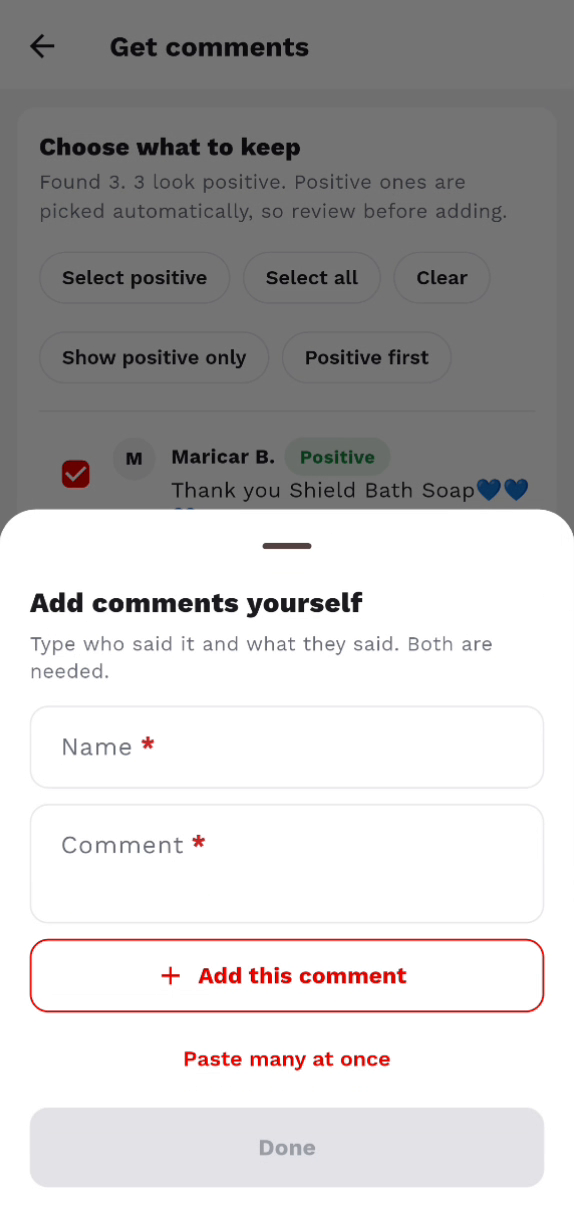 Get comments
Choose what to keep
Found 3. 3 look positive. Positive ones are
picked automatically, so review before adding.
Select positive
Select all
Clear
Show positive only
Positive first
M
Maricar B.
Positive
Thank you Shield Bath Soap💙💙
Add comments yourself
Type who said it and what they said. Both are
needed.
Name *
Comment *
+ Add this comment
Paste many at once
Done